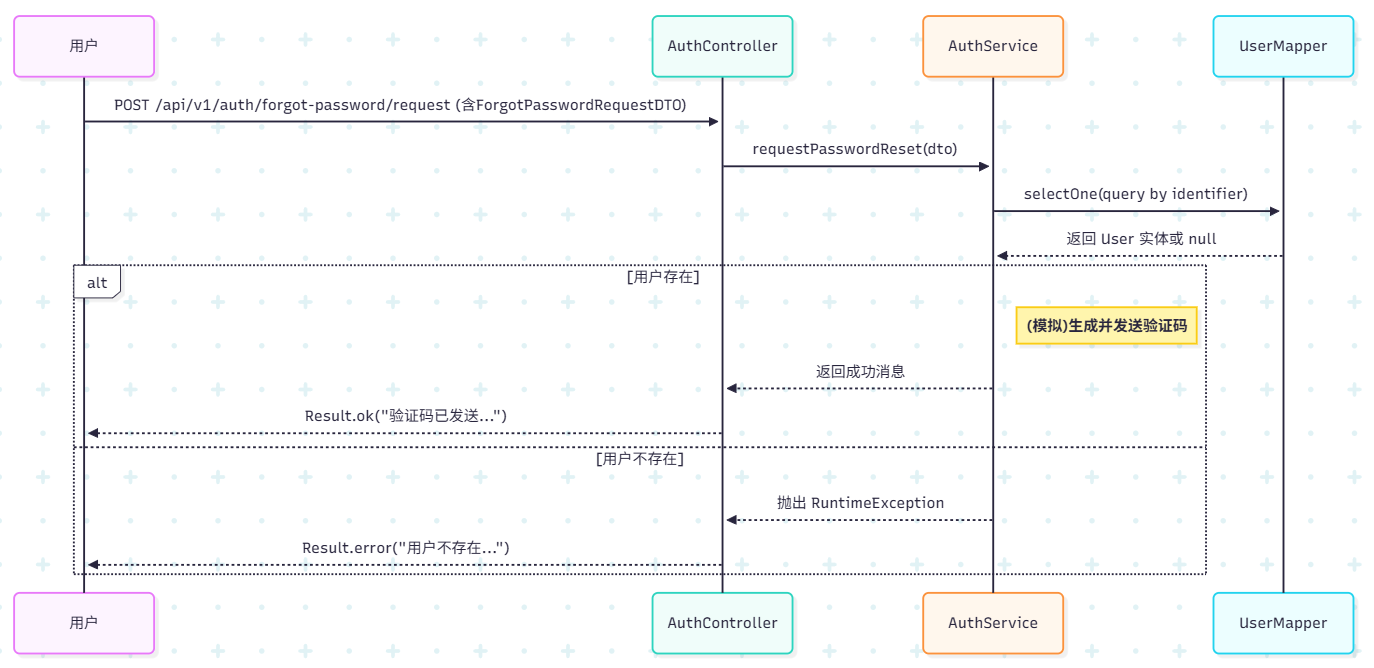 用户
AuthController
AuthService
UserMapper
POST /api/v1/auth/forgot-password/request (含ForgotPasswordRequestDTO)
requestPasswordReset(dto)
selectOne(query by identifier)
返回 User 实体或 null
alt
[用户存在]
(模拟)生成并发送验证码
返回成功消息
Result.ok("验证码已发送...")
[用户不存在]
抛出 RuntimeException
Result.error("用户不存在...")
用户
AuthController
AuthService
UserMapper